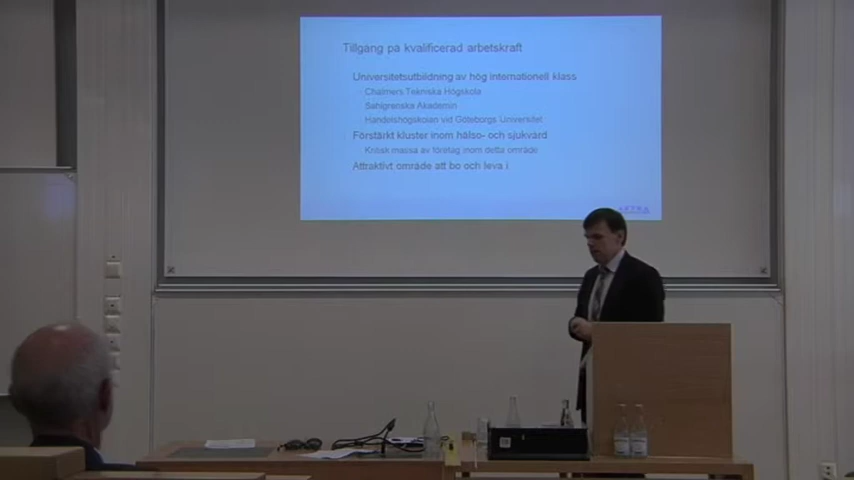 Tillgång på kvalificerad arbetskraft
Universitetsutbildning av hög internationell klass
Chalmers Tekniska Högskola
Sahlgrenska Akademin
Handelshögskolan vid Göteborgs Universitet
Förstärkt kluster inom hälso- och sjukvård
Kritisk massa av företag inom detta område
Attraktivt område att bo och leva i